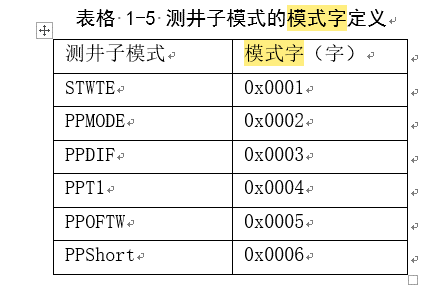 表格 1-5 测井子模式的模式字定义
测井子模式 模式字（字）
STWTE 0x0001
PPMODE 0x0002
PPDIF 0x0003
PPT1 0x0004
PPOFTW 0x0005
PPShort 0x0006